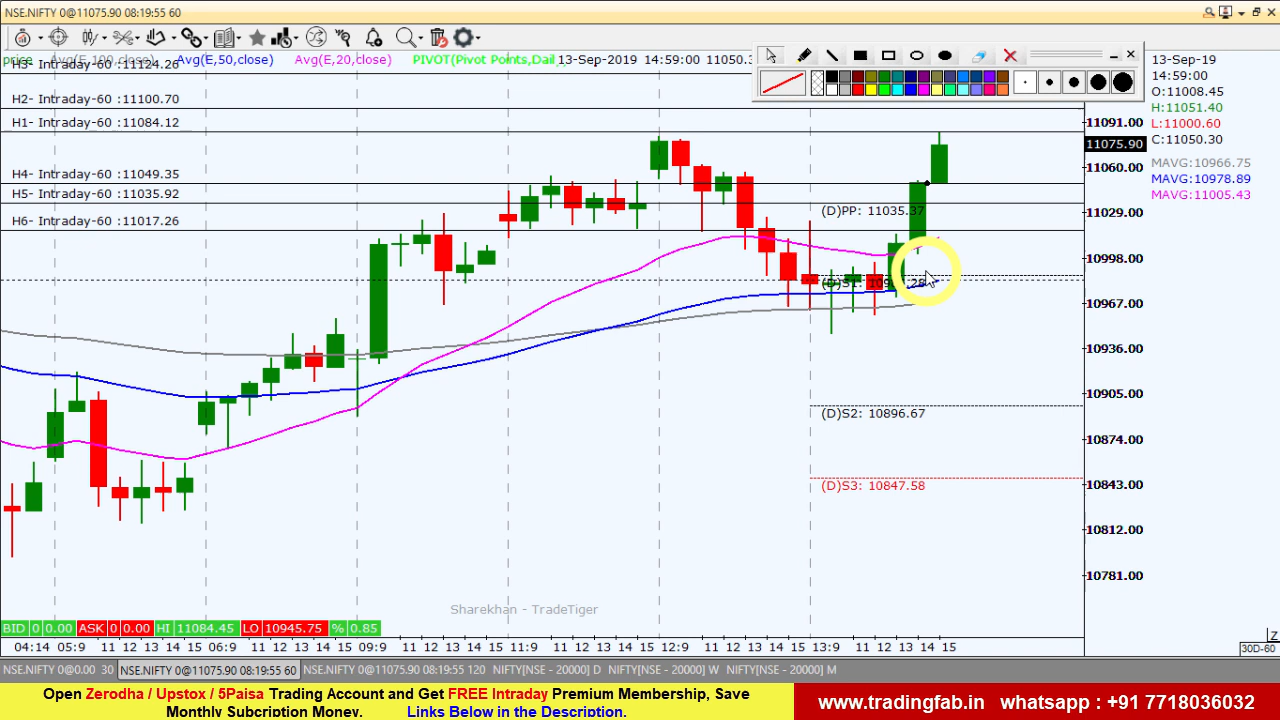 NSE.NIFTY 0@11075.90 08:19:55 60
price Avg(E,100,close) Avg(E,50,close) Avg(E,20,close) PIVOT(Pivot Points,Daily 13-Sep-2019 14:59:00 11050.3
H3- Intraday-60 :11124.26
H2- Intraday-60 :11100.70
H1- Intraday-60 :11084.12
H4- Intraday-60 :11049.35
H5- Intraday-60 :11035.92
H6- Intraday-60 :11017.26
(D)PP: 11035.37
(D)S2: 10896.67
(D)S3: 10847.58
13-Sep-19
14:59:00
O:11008.45
H:11051.40
L:11000.60
C:11050.30
MAVG:10966.75
MAVG:10978.89
MAVG:11005.43
11091.00
11075.90
11060.00
11029.00
10998.00
10967.00
10936.00
10905.00
10874.00
10843.00
10812.00
10781.00
Sharekhan - TradeTiger
BID 0 0.00 ASK 0 0.00 HI 11084.45 LO 10945.75 % 0.85
04:14 05:9 11 12 13 14 15 06:9 11 12 13 14 15 09:9 11 12 13 14 15 11:9 11 12 13 14 15 12:9 11 12 13 14 15 13:9 11 12 13 14 15
Z
30D-60
NSE.NIFTY 0@0.00 30 NSE.NIFTY 0@11075.90 08:19:55 60 NSE.NIFTY 0@11075.90 08:19:55 120 NIFTY[NSE - 20000] D NIFTY[NSE - 20000] W NIFTY[NSE - 20000] M
Open Zerodha / Upstox / 5Paisa Trading Account and Get FREE Intraday Premium Membership, Save
Monthly Subcription Money. Links Below in the Description.
www.tradingfab.in whatsapp : +91 7718036032